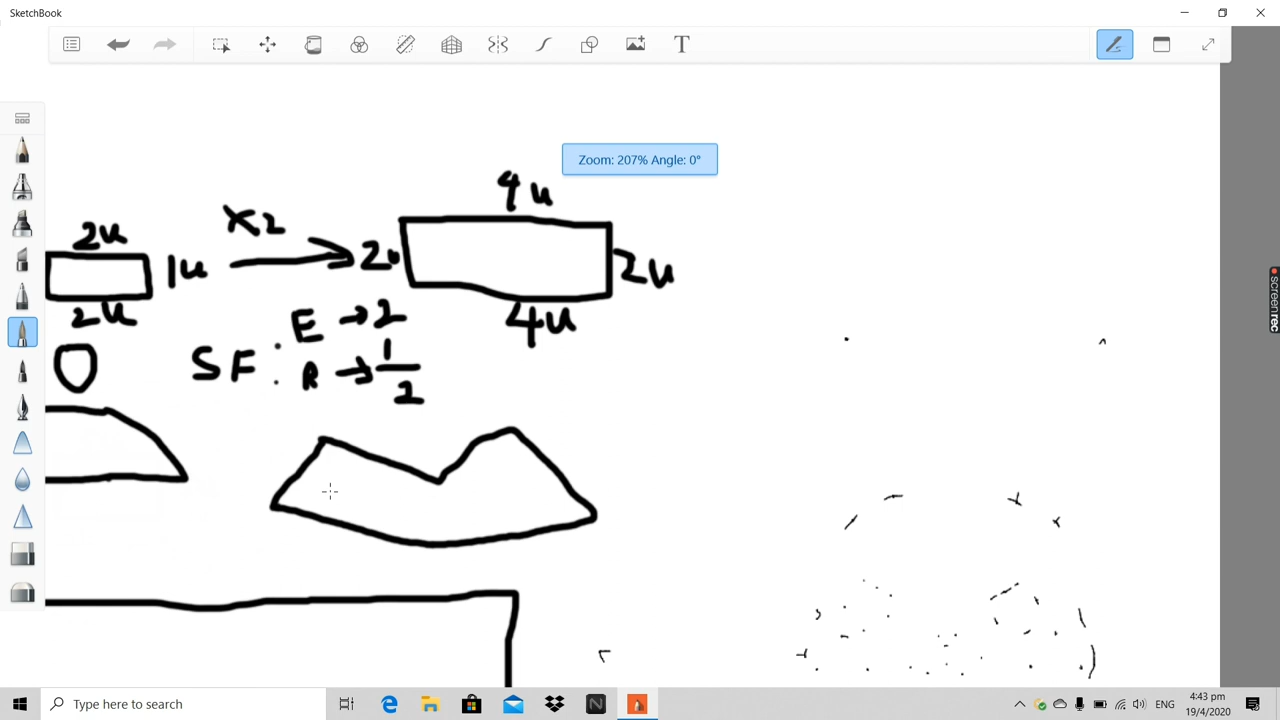 SketchBook
T
Zoom: 207% Angle: 0°
4u
2u
x2
1u
2u
2u
2u
4u
SF: E → 2
R → 1/2
screenrec
Type here to search
ENG
4:43 pm
19/4/2020